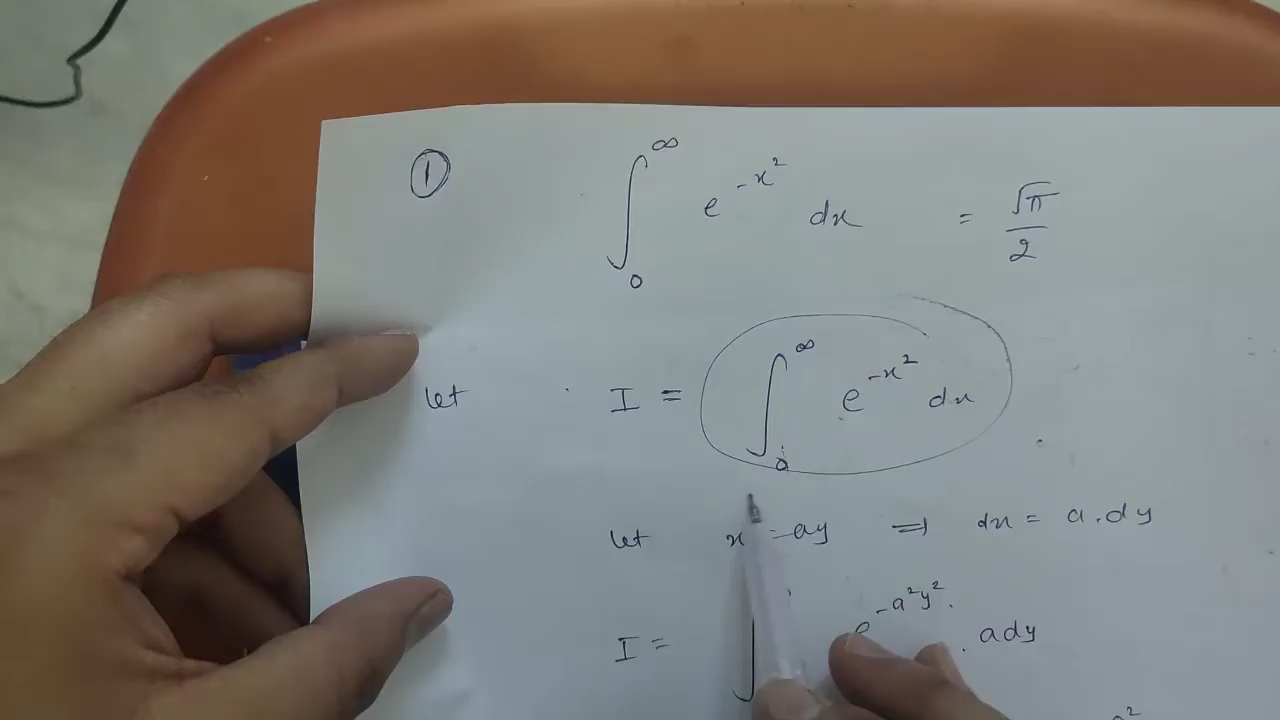 ① ∫₀^∞ e^{-x²} dx = √π/2
let I = ∫₀^∞ e^{-x²} dx
let x = ay ⇒ dx = a.dy
I = ∫ e^{-a²y²} . ady